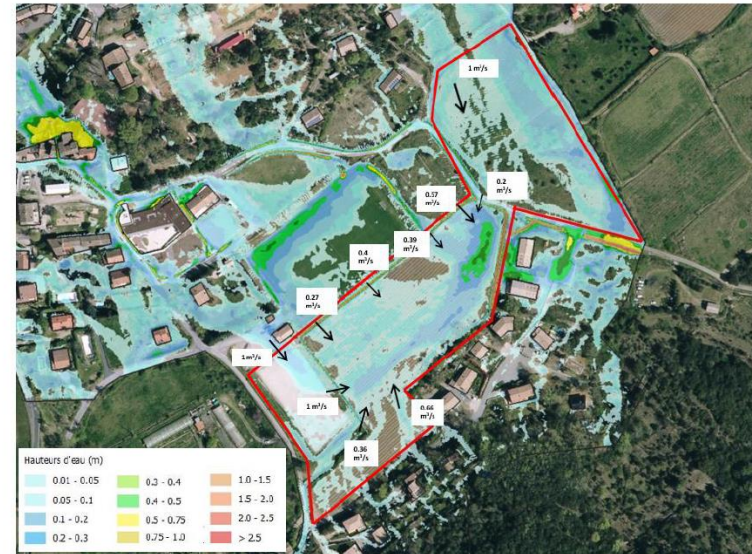 1 m³/s
0.2
m³/s
0.57
m³/s
0.39
m³/s
0.4
m³/s
0.27
m³/s
1 m³/s
1 m³/s
0.66
m³/s
0.36
m³/s
Hauteurs d'eau (m)
0.01 - 0.05
0.05 - 0.1
0.1 - 0.2
0.2 - 0.3
0.3 - 0.4
0.4 - 0.5
0.5 - 0.75
0.75 - 1.0
1.0 - 1.5
1.5 - 2.0
2.0 - 2.5
> 2.5